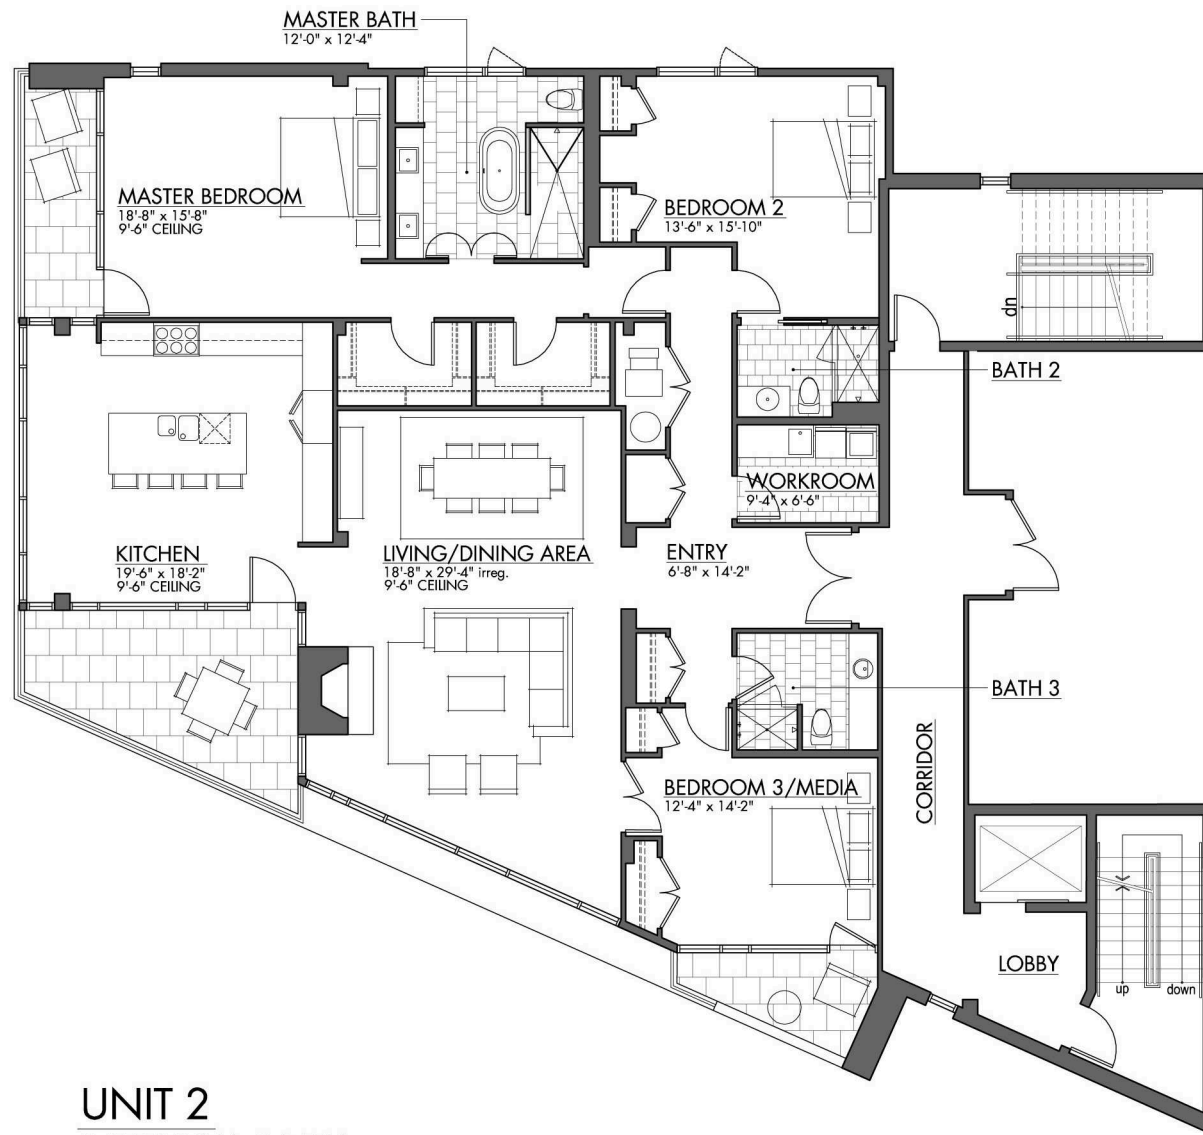 MASTER BATH
12'-0" x 12'-4"
MASTER BEDROOM
18'-8" x 15'-8"
9'-6" CEILING
BEDROOM 2
13'-6" x 15'-10"
dn
BATH 2
WORKROOM
9'-4" x 6'-6"
KITCHEN
19'-6" x 18'-2"
9'-6" CEILING
LIVING/DINING AREA
18'-8" x 29'-4" irreg.
9'-6" CEILING
ENTRY
6'-8" x 14'-2"
BATH 3
CORRIDOR
BEDROOM 3/MEDIA
12'-4" x 14'-2"
LOBBY
up
down
UNIT 2